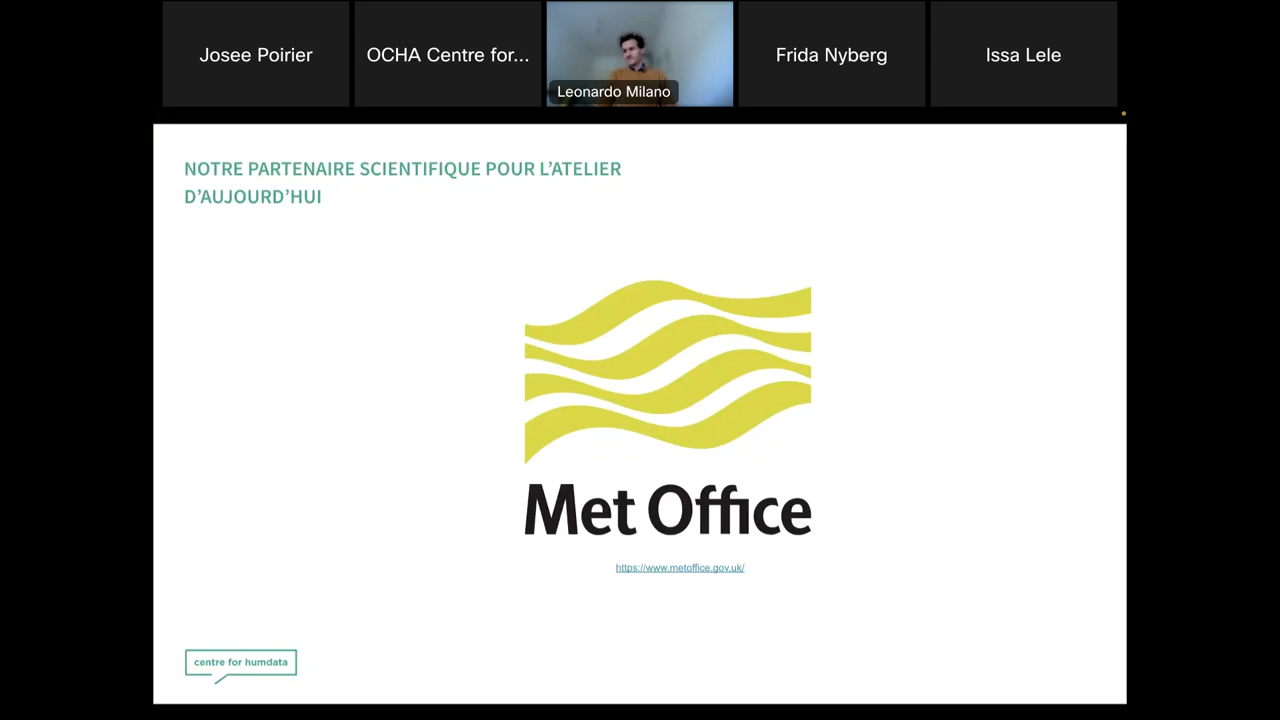 Josee Poirier
OCHA Centre for...
Leonardo Milano
Frida Nyberg
Issa Lele
NOTRE PARTENAIRE SCIENTIFIQUE POUR L’ATELIER
D’AUJOURD’HUI
Met Office
https://www.metoffice.gov.uk/
centre for humdata